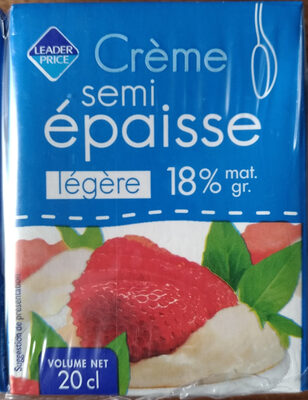 LEADER
PRICE
Crème
semi
épaisse
légère
18% mat.
gr.
Suggestion de présentation
VOLUME NET
20 cl